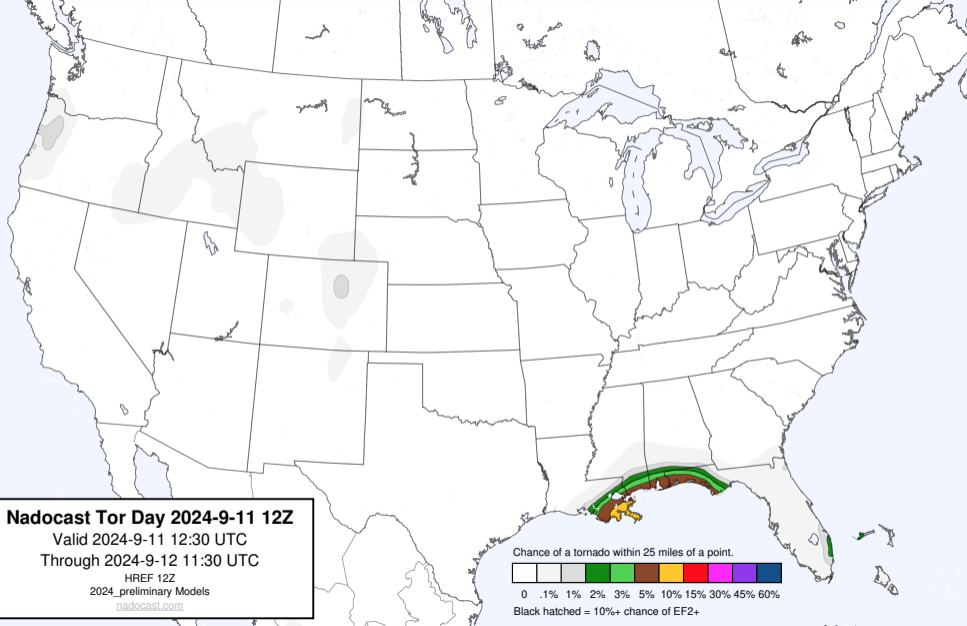 Nadocast Tor Day 2024-9-11 12Z
Valid 2024-9-11 12:30 UTC
Through 2024-9-12 11:30 UTC
HREF 12Z
2024_preliminary Models
nadocast.com
Chance of a tornado within 25 miles of a point.
0 .1% 1% 2% 3% 5% 10% 15% 30% 45% 60%
Black hatched = 10%+ chance of EF2+